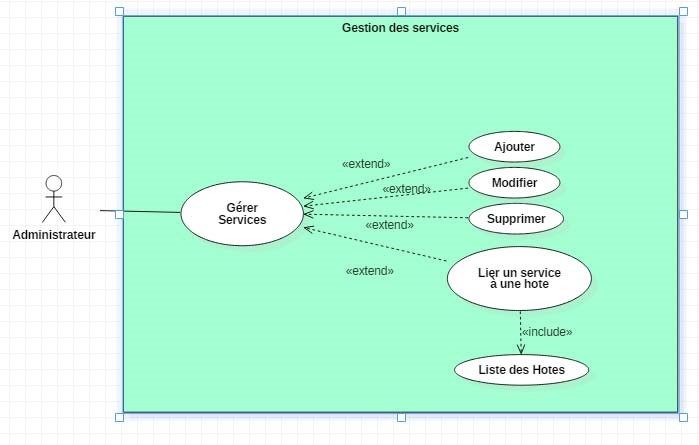 Gestion des services
Ajouter
«extend»
Modifier
«extend»
Gérer
Services
Supprimer
«extend»
Administrateur
«extend»
Lier un service
à une hote
«include»
Liste des Hotes